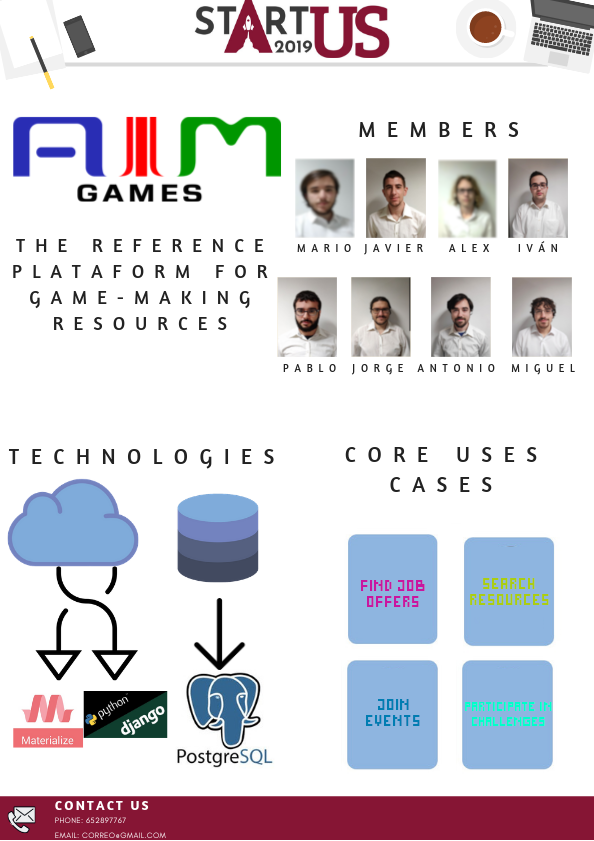 START US
2019
AIM
GAMES
THE REFERENCE
PLATAFORM FOR
GAME-MAKING
RESOURCES
MEMBERS
MARIO JAVIER ALEX IVÁN
PABLO JORGE ANTONIO MIGUEL
TECHNOLOGIES
Materialize
python
django
PostgreSQL
CORE USES
CASES
FIND JOB
OFFERS
SEARCH
RESOURCES
JOIN
EVENTS
PARTICIPATE IN
CHALLENGES
CONTACT US
PHONE: 652897767
EMAIL: CORREO@GMAIL.COM